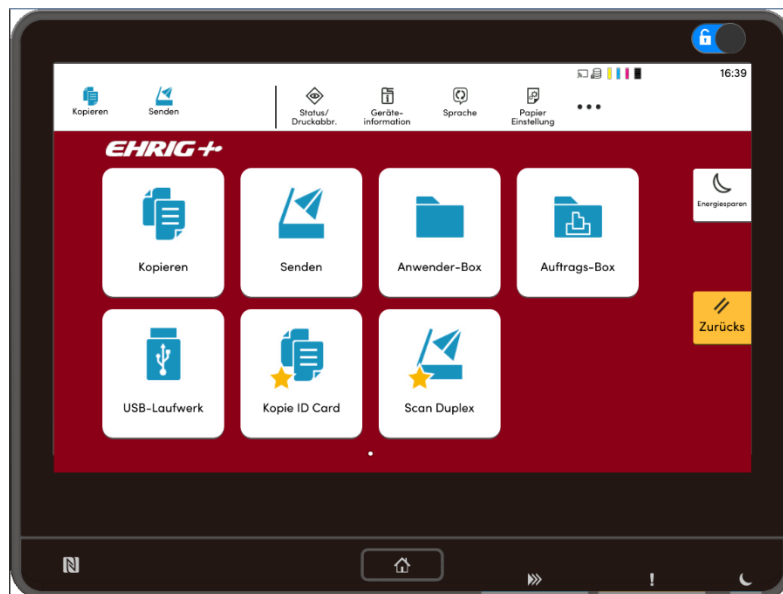 16:39
Kopieren
Senden
Status/
Druckabbr.
Geräte-
information
Sprache
Papier
Einstellung
EHRIG+
Energiesparen
Kopieren
Senden
Anwender-Box
Auftrags-Box
Zurücks
USB-Laufwerk
Kopie ID Card
Scan Duplex